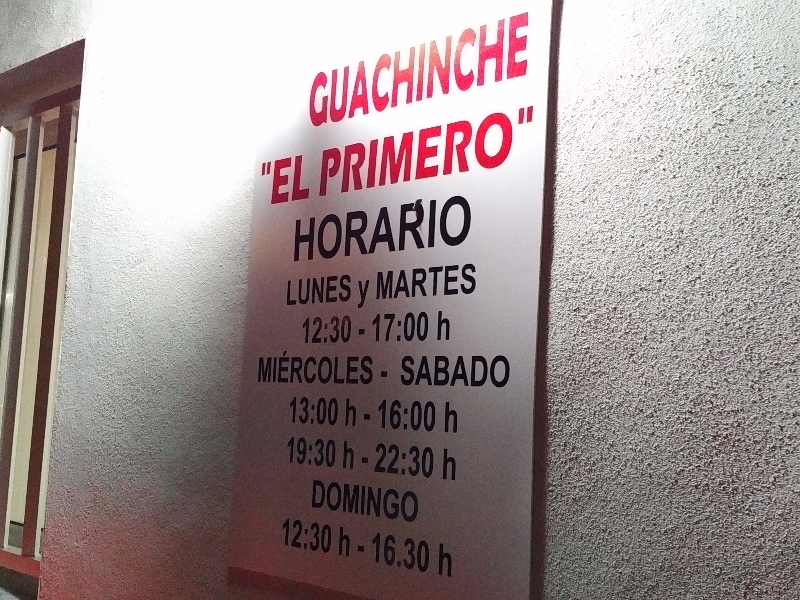 GUACHINCHE
"EL PRIMERO"
HORARIO
LUNES y MARTES
12:30 - 17:00 h
MIÉRCOLES - SABADO
13:00 h - 16:00 h
19:30 h - 22:30 h
DOMINGO
12:30 h - 16.30 h